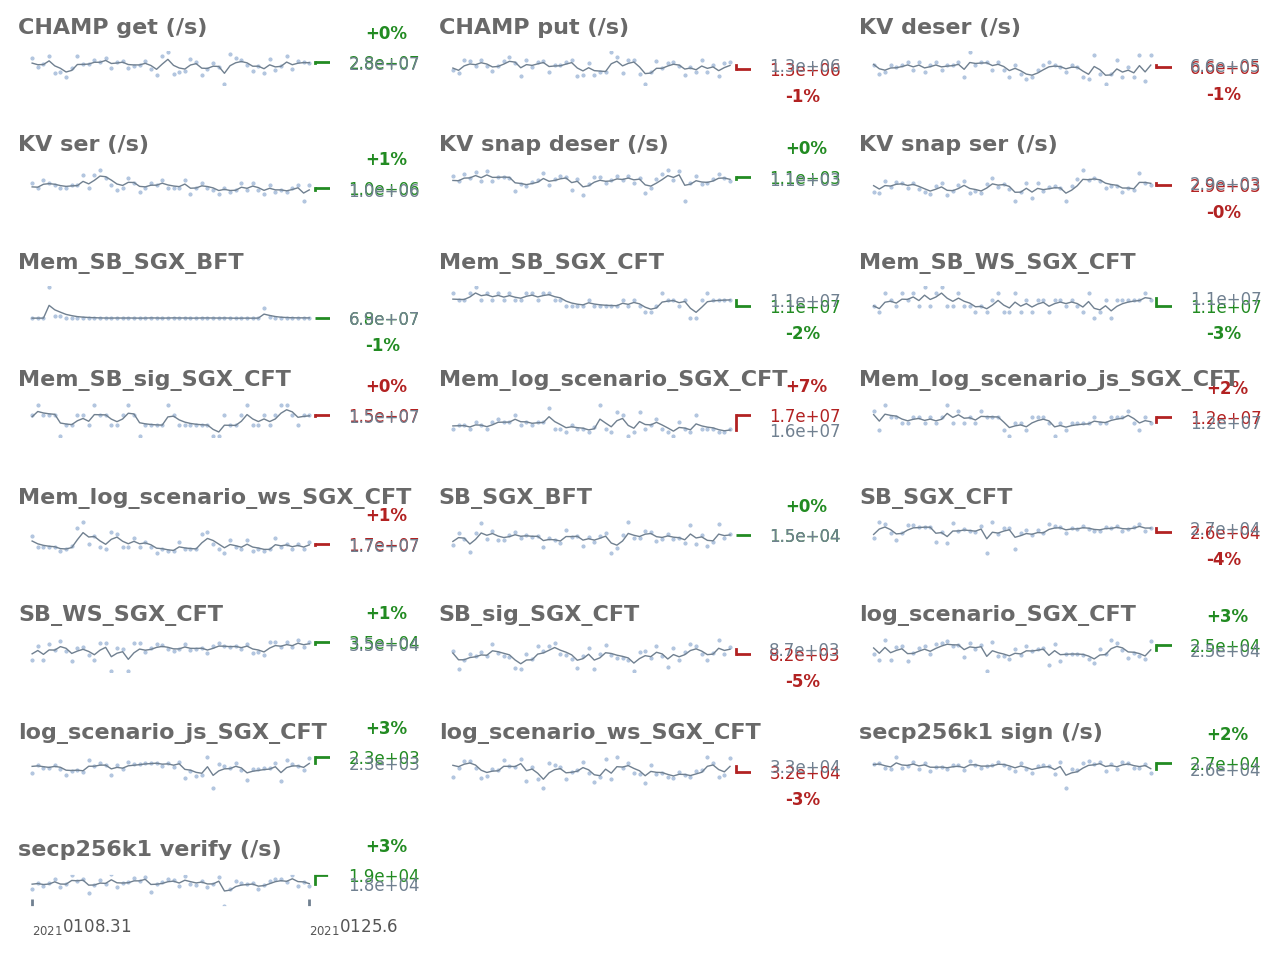 CHAMP get (/s)
+0%
2.8e+07
2.8e+07
CHAMP put (/s)
1.3e+06
1.3e+06
-1%
KV deser (/s)
6.6e+05
6.6e+05
-1%
KV ser (/s)
+1%
1.0e+06
1.0e+06
KV snap deser (/s)
+0%
1.1e+03
1.1e+03
KV snap ser (/s)
2.9e+03
2.9e+03
-0%
Mem_SB_SGX_BFT
6.8e+07
-1%
Mem_SB_SGX_CFT
1.1e+07
1.1e+07
-2%
Mem_SB_WS_SGX_CFT
1.1e+07
1.1e+07
-3%
Mem_SB_sig_SGX_CFT
+0%
1.5e+07
1.5e+07
Mem_log_scenario_SGX_CFT
+7%
1.7e+07
1.6e+07
Mem_log_scenario_js_SGX_CFT
+2%
1.2e+07
1.2e+07
Mem_log_scenario_ws_SGX_CFT
+1%
1.7e+07
1.7e+07
SB_SGX_BFT
+0%
1.5e+04
SB_SGX_CFT
2.7e+04
2.6e+04
-4%
SB_WS_SGX_CFT
+1%
3.5e+04
3.5e+04
SB_sig_SGX_CFT
8.7e+03
8.2e+03
-5%
log_scenario_SGX_CFT
+3%
2.5e+04
2.5e+04
log_scenario_js_SGX_CFT
+3%
2.3e+03
2.3e+03
log_scenario_ws_SGX_CFT
3.3e+04
3.2e+04
-3%
secp256k1 sign (/s)
+2%
2.7e+04
2.6e+04
secp256k1 verify (/s)
+3%
1.9e+04
1.8e+04
20210108.31
20210125.6